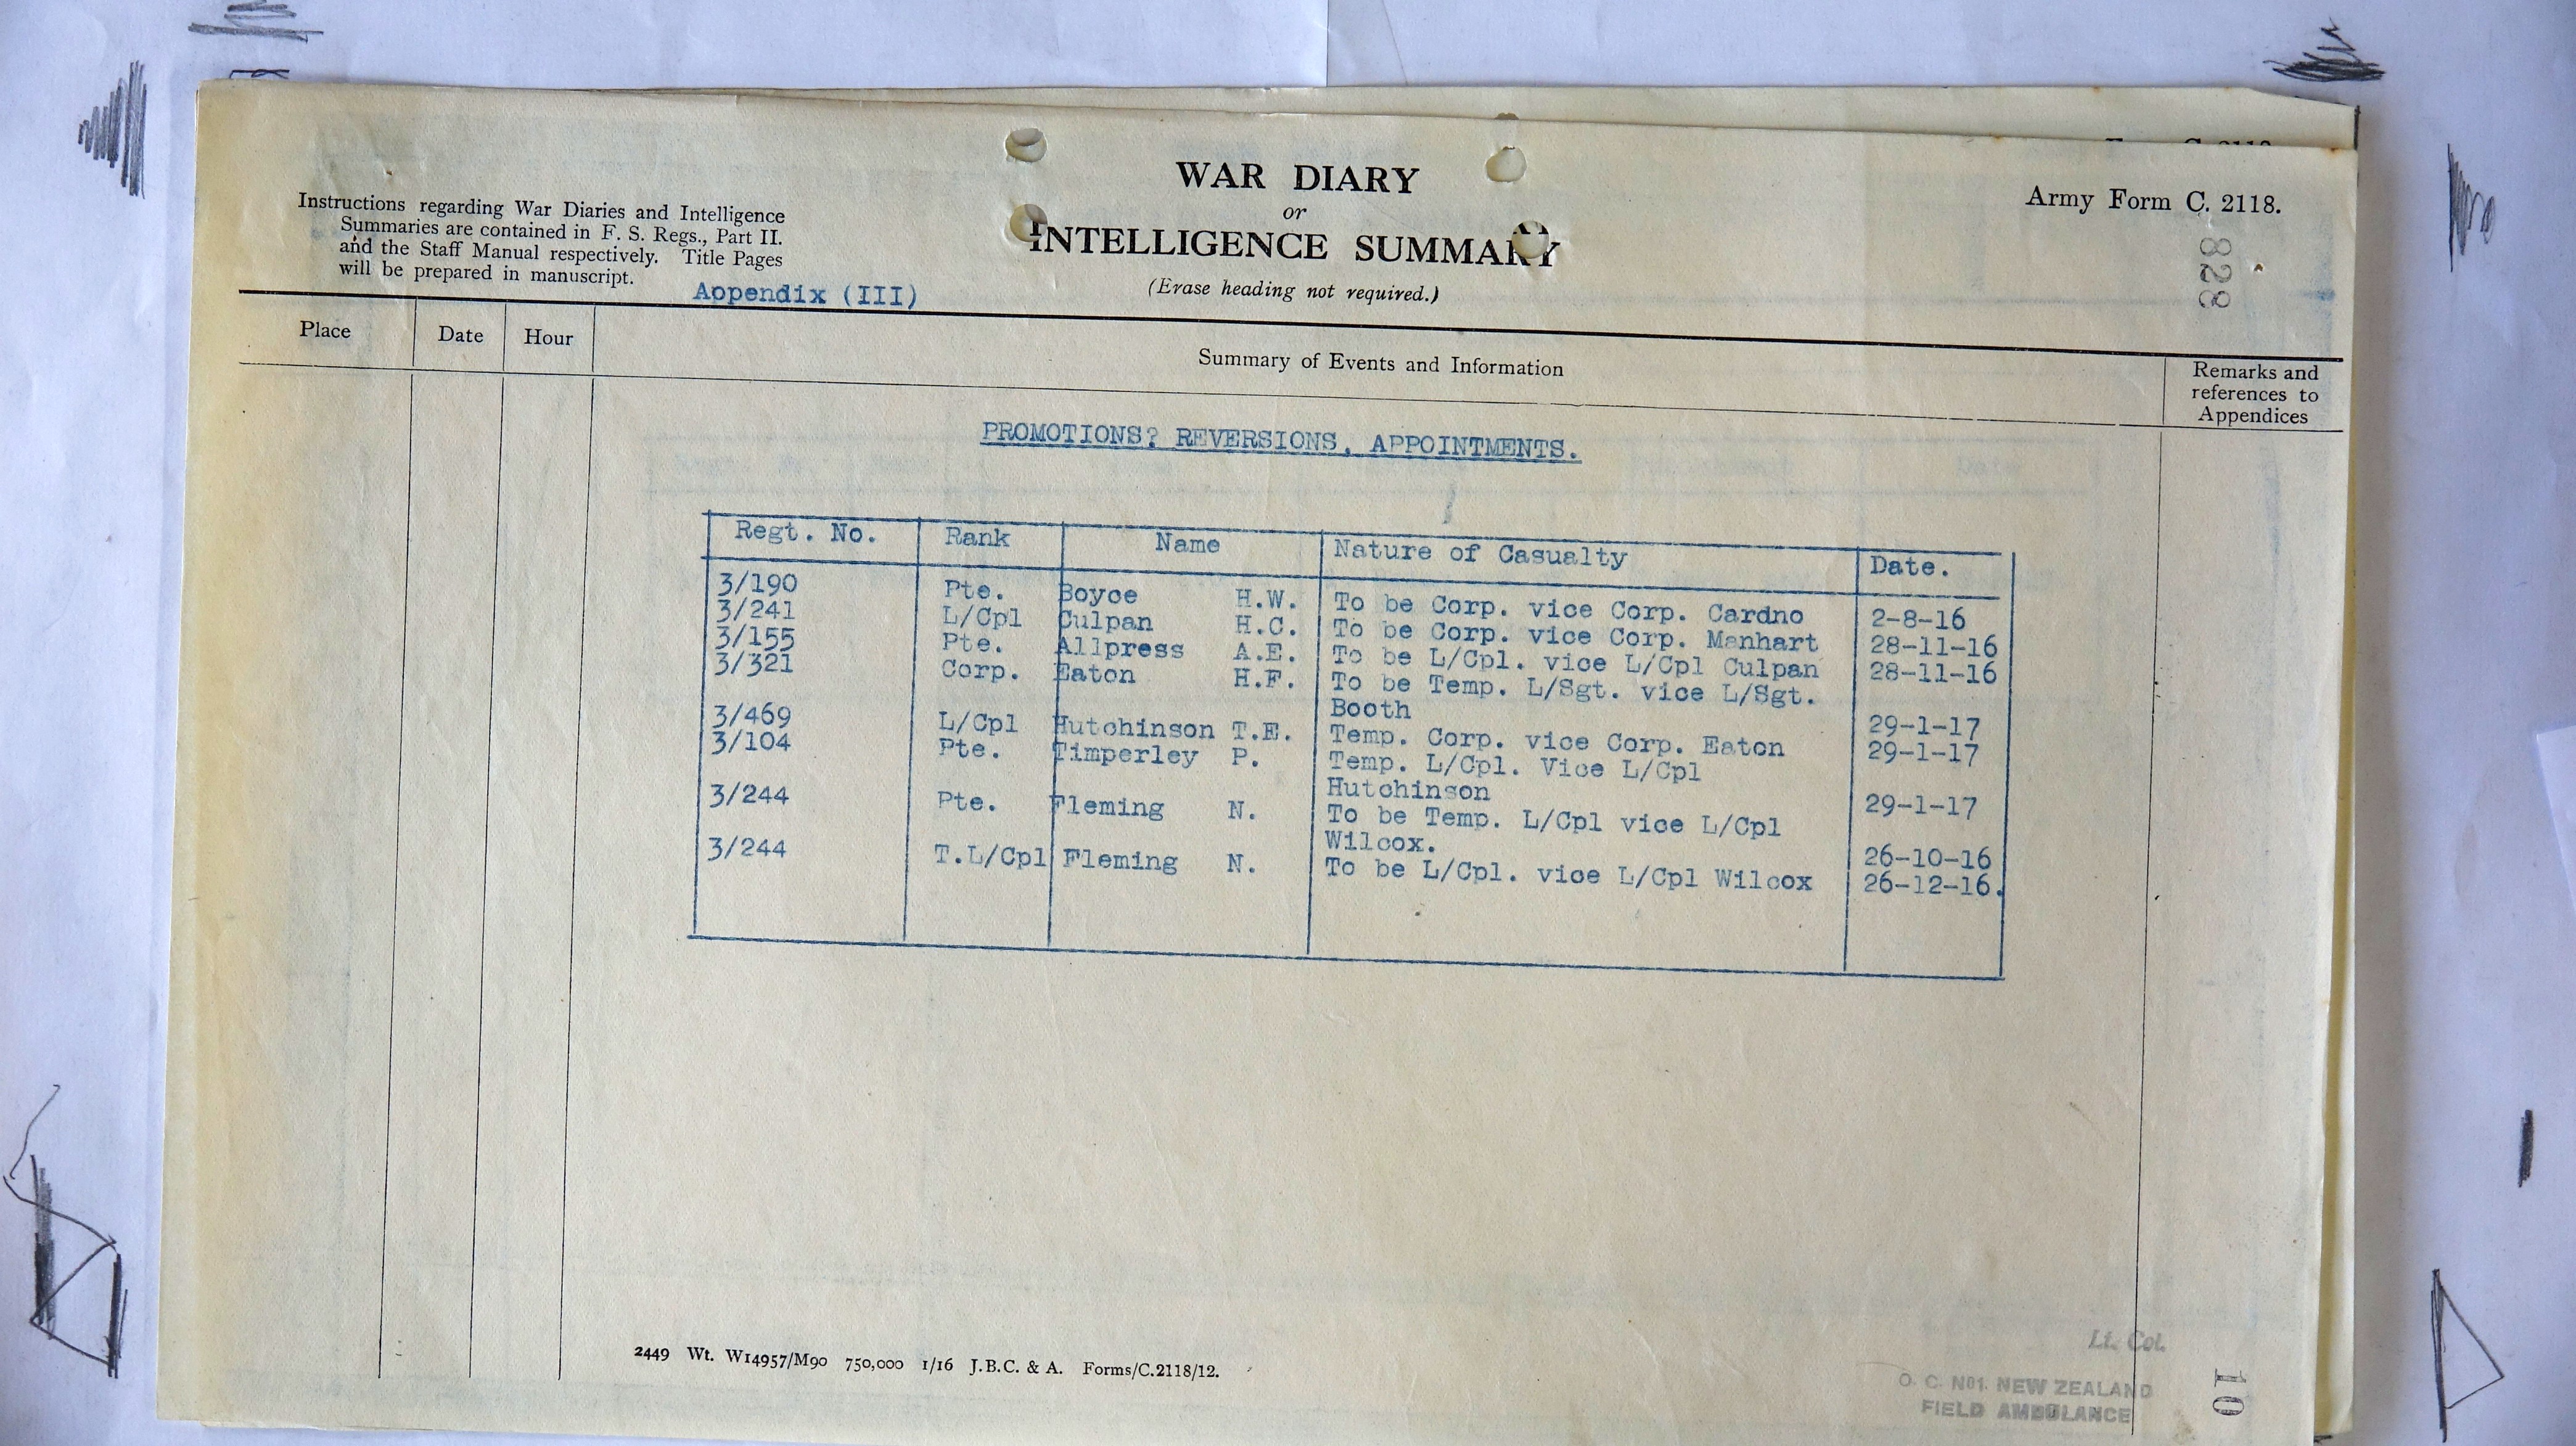 Instructions regarding War Diaries and Intelligence
Summaries are contained in F. S. Regs., Part II.
and the Staff Manual respectively. Title Pages
will be prepared in manuscript.
Appendix (III)
WAR DIARY
or
INTELLIGENCE SUMMARY
(Erase heading not required.)
Army Form C. 2118.
828
Place Date Hour Summary of Events and Information Remarks and
references to
Appendices
PROMOTIONS? REVERSIONS, APPOINTMENTS.
Regt. No. Rank Name Nature of Casualty Date.
3/190 Pte. Boyce H.W. To be Corp. vice Corp. Cardno 2-8-16
3/241 L/Cpl Culpan H.C. To be Corp. vice Corp. Manhart 28-11-16
3/155 Pte. Allpress A.E. To be L/Cpl. vice L/Cpl Culpan 28-11-16
3/321 Corp. Eaton H.F. To be Temp. L/Sgt. vice L/Sgt.
Booth 29-1-17
3/469 L/Cpl Hutchinson T.E. Temp. Corp. vice Corp. Eaton 29-1-17
3/104 Pte. Timperley P. Temp. L/Cpl. Vice L/Cpl
Hutchinson 29-1-17
3/244 Pte. Fleming N. To be Temp. L/Cpl vice L/Cpl
Wilcox. 26-10-16
3/244 T.L/Cpl Fleming N. To be L/Cpl. vice L/Cpl Wilcox 26-12-16.
2449 Wt. W14957/M90 750,000 1/16 J.B.C. & A. Forms/C.2118/12.
Lt. Col.
O. C. No1. NEW ZEALAND
FIELD AMBULANCE
10